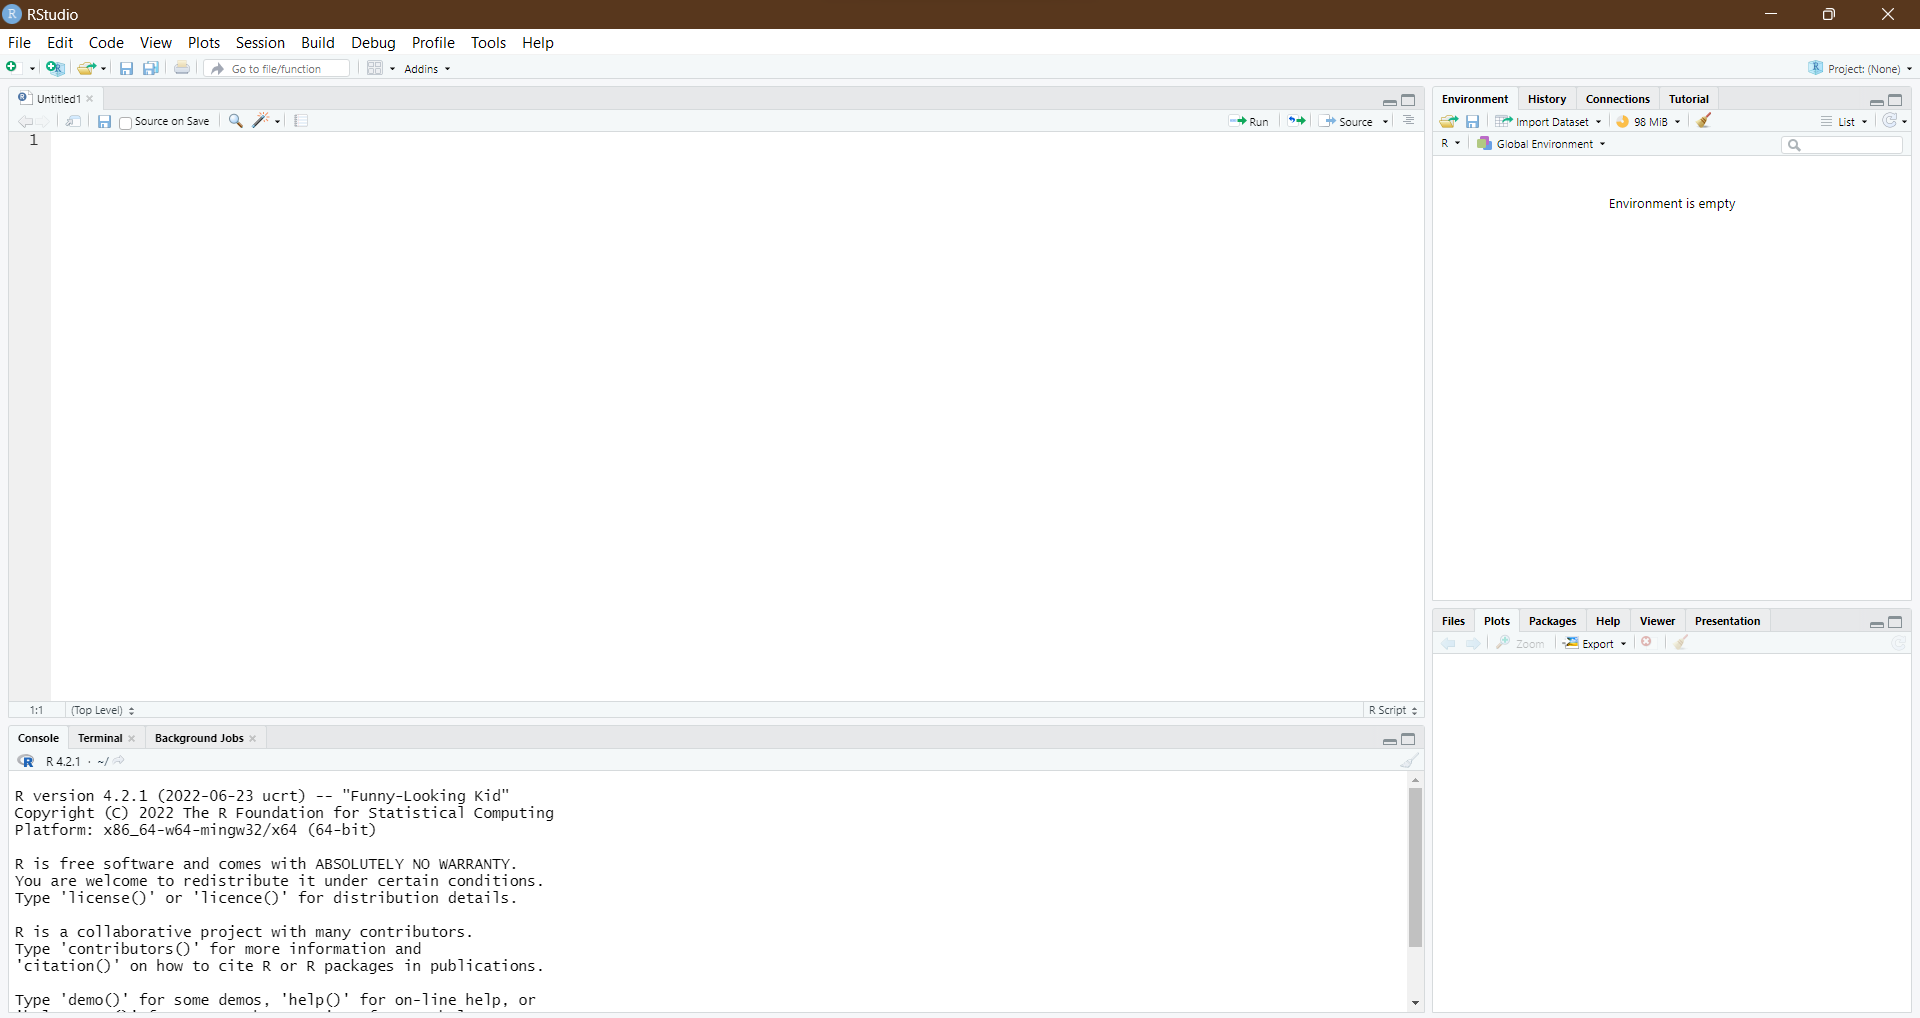 RStudio
File Edit Code View Plots Session Build Debug Profile Tools Help
Go to file/function Addins Project: (None)
Untitled1
Source on Save Run Source
1
1:1 (Top Level) R Script
Console Terminal Background Jobs
R 4.2.1 · ~/
R version 4.2.1 (2022-06-23 ucrt) -- "Funny-Looking Kid"
Copyright (C) 2022 The R Foundation for Statistical Computing
Platform: x86_64-w64-mingw32/x64 (64-bit)
R is free software and comes with ABSOLUTELY NO WARRANTY.
You are welcome to redistribute it under certain conditions.
Type 'license()' or 'licence()' for distribution details.
R is a collaborative project with many contributors.
Type 'contributors()' for more information and
'citation()' on how to cite R or R packages in publications.
Type 'demo()' for some demos, 'help()' for on-line help, or
Environment History Connections Tutorial
Import Dataset 98 MiB List
R Global Environment
Environment is empty
Files Plots Packages Help Viewer Presentation
Zoom Export